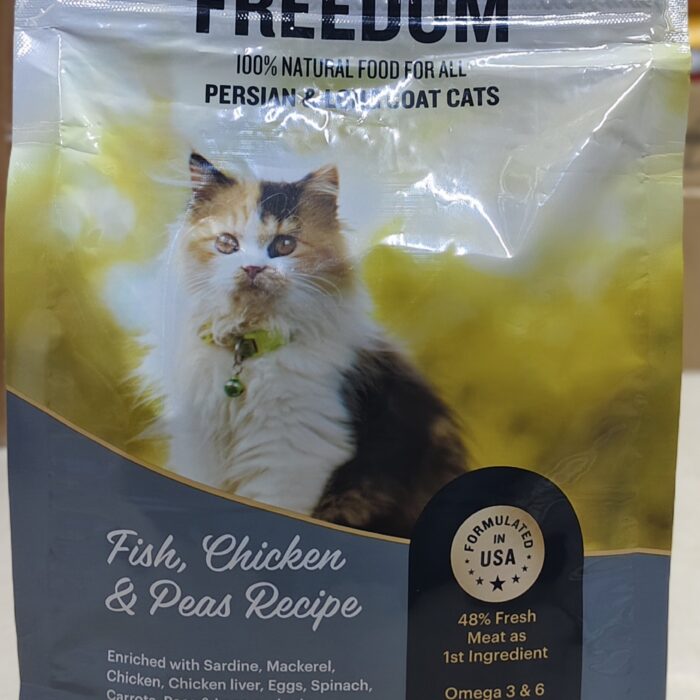 FREEDOM
100% NATURAL FOOD FOR ALL
PERSIAN & LONGCOAT CATS
FORMULATED
IN
USA
Fish, Chicken
& Peas Recipe
48% Fresh
Meat as
1st Ingredient
Omega 3 & 6
Enriched with Sardine, Mackerel,
Chicken, Chicken liver, Eggs, Spinach,